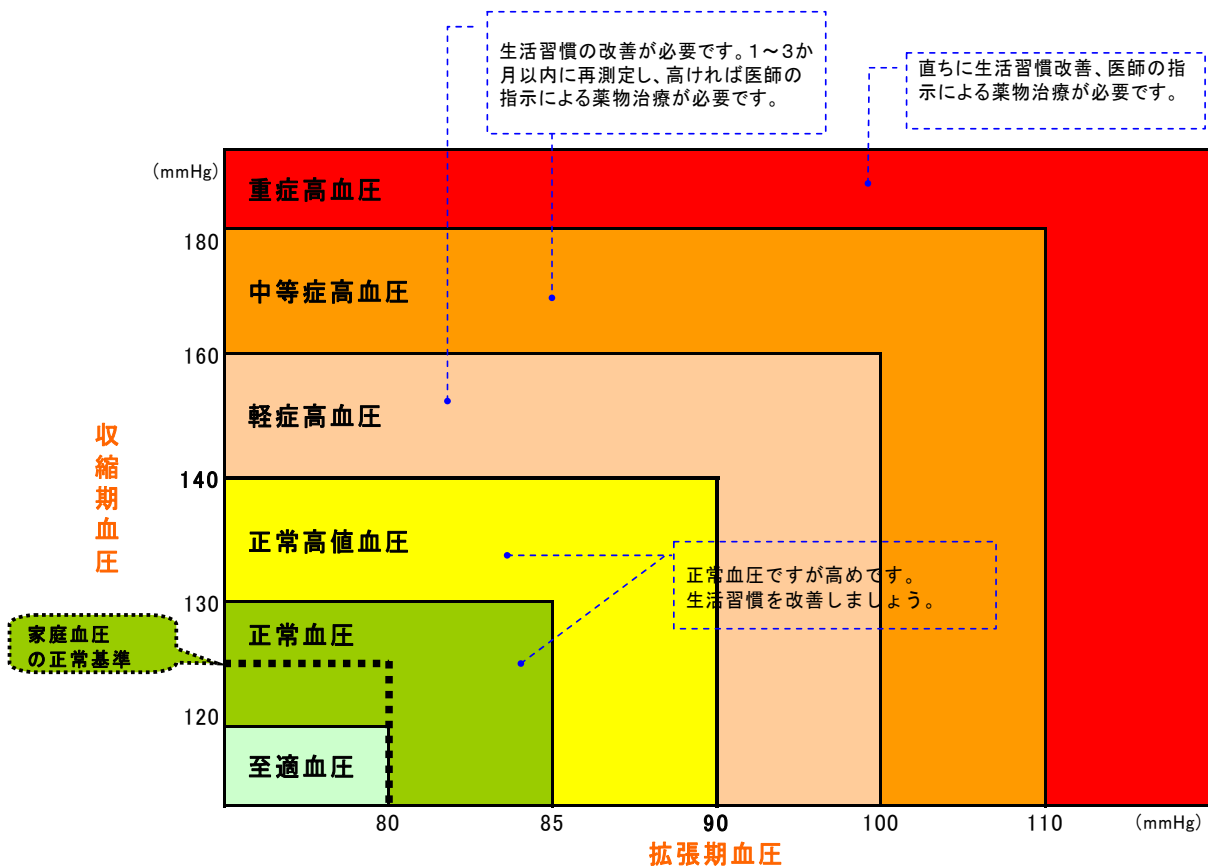 生活習慣の改善が必要です。１～３か
月以内に再測定し、高ければ医師の
指示による薬物治療が必要です。
直ちに生活習慣改善、医師の指
示による薬物治療が必要です。
（mmHg)
重症高血圧
180
中等症高血圧
160
軽症高血圧
収縮期血圧
140
正常高値血圧
正常血圧ですが高めです。
生活習慣を改善しましょう。
130
家庭血圧
の正常基準
正常血圧
120
至適血圧
80
85
90
100
110
（mmHg)
拡張期血圧